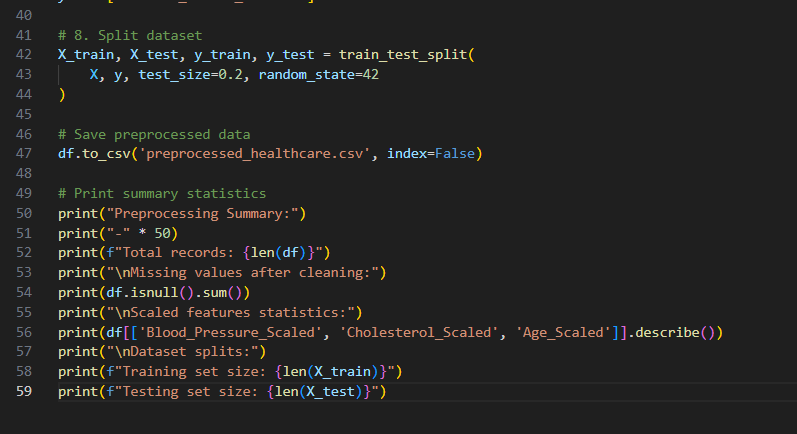 40
41 # 8. Split dataset
42 X_train, X_test, y_train, y_test = train_test_split(
43     X, y, test_size=0.2, random_state=42
44 )
45
46 # Save preprocessed data
47 df.to_csv('preprocessed_healthcare.csv', index=False)
48
49 # Print summary statistics
50 print("Preprocessing Summary:")
51 print("-" * 50)
52 print(f"Total records: {len(df)}")
53 print("\nMissing values after cleaning:")
54 print(df.isnull().sum())
55 print("\nScaled features statistics:")
56 print(df[['Blood_Pressure_Scaled', 'Cholesterol_Scaled', 'Age_Scaled']].describe())
57 print("\nDataset splits:")
58 print(f"Training set size: {len(X_train)}")
59 print(f"Testing set size: {len(X_test)}")